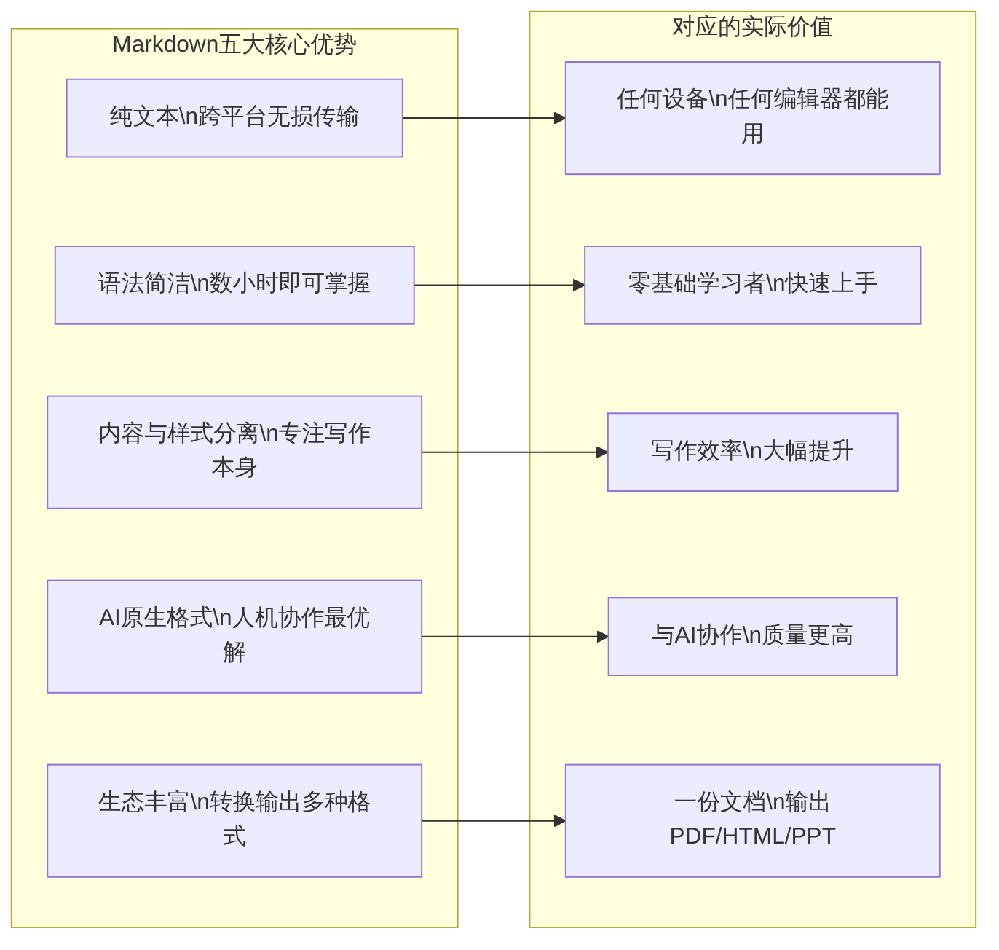 Markdown五大核心优势
纯文本\n跨平台无损传输
语法简洁\n数小时即可掌握
内容与样式分离\n专注写作
本身
AI原生格式\n人机协作最优
解
生态丰富\n转换输出多种格
式
对应的实际价值
任何设备\n任何编辑器都能
用
零基础学习者\n快速上手
写作效率\n大幅提升
与AI协作\n质量更高
一份文档\n输出
PDF/HTML/PPT